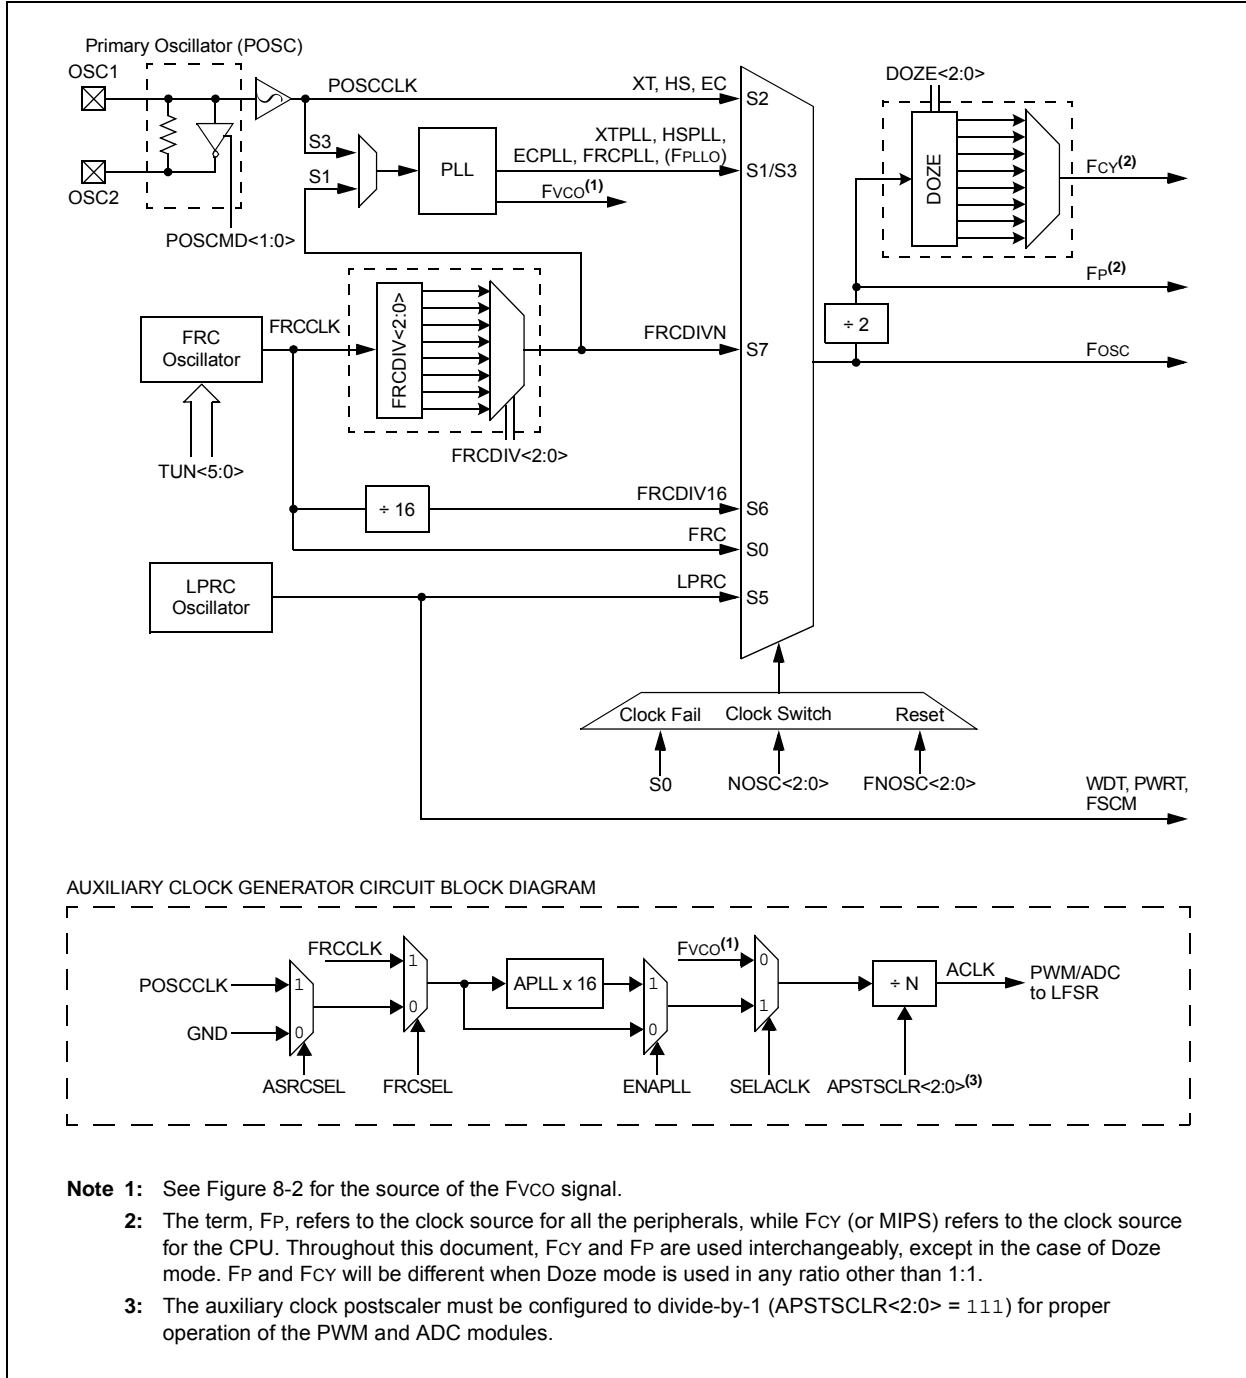 Primary Oscillator (POSC)
OSC1
OSC2
POSCMD<1:0>
POSCCLK
S3
S1
PLL
XT, HS, EC
XTPLL, HSPLL,
ECPLL, FRCPLL, (FPLLO)
FVCO(1)
S2
S1/S3
DOZE<2:0>
DOZE
FCY(2)
FP(2)
÷ 2
FOSC
FRC
Oscillator
TUN<5:0>
FRCCLK
FRCDIV<2:0>
FRCDIV<2:0>
FRCDIVN
S7
÷ 16
FRCDIV16
S6
FRC
S0
LPRC
Oscillator
LPRC
S5
Clock Fail
Clock Switch
Reset
S0
NOSC<2:0>
FNOSC<2:0>
WDT, PWRT,
FSCM
AUXILIARY CLOCK GENERATOR CIRCUIT BLOCK DIAGRAM
POSCCLK
GND
1
0
ASRCSEL
FRCCLK
1
0
FRCSEL
APLL x 16
1
0
ENAPLL
FVCO(1)
0
1
SELACLK
÷ N
APSTSCLR<2:0>(3)
ACLK
PWM/ADC
to LFSR
Note 1: See Figure 8-2 for the source of the FVCO signal.
2: The term, FP, refers to the clock source for all the peripherals, while FCY (or MIPS) refers to the clock source
for the CPU. Throughout this document, FCY and FP are used interchangeably, except in the case of Doze
mode. FP and FCY will be different when Doze mode is used in any ratio other than 1:1.
3: The auxiliary clock postscaler must be configured to divide-by-1 (APSTSCLR<2:0> = 111) for proper
operation of the PWM and ADC modules.